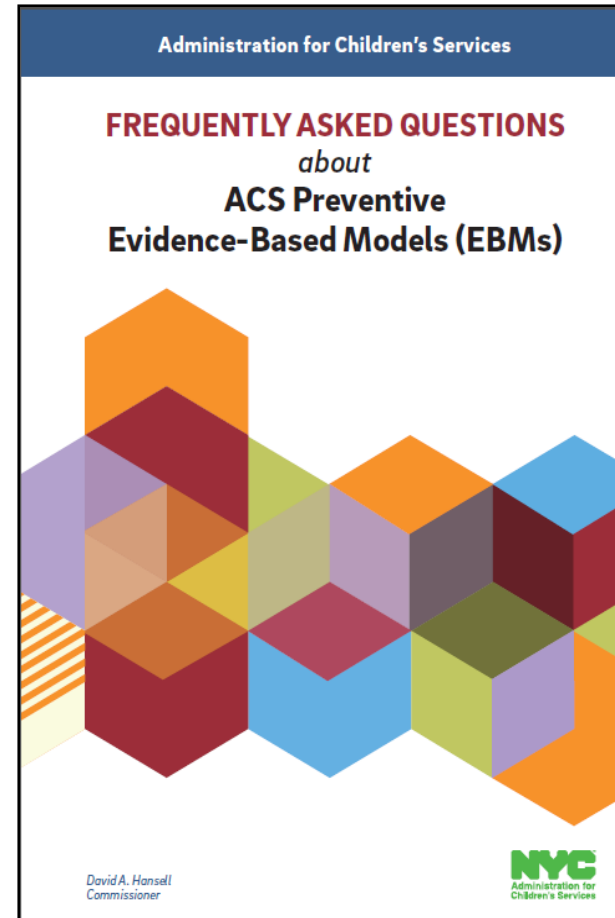 Administration for Children's Services
FREQUENTLY ASKED QUESTIONS
about
ACS Preventive
Evidence-Based Models (EBMs)
David A. Hansell
Commissioner
NYC
Administration for
Children's Services